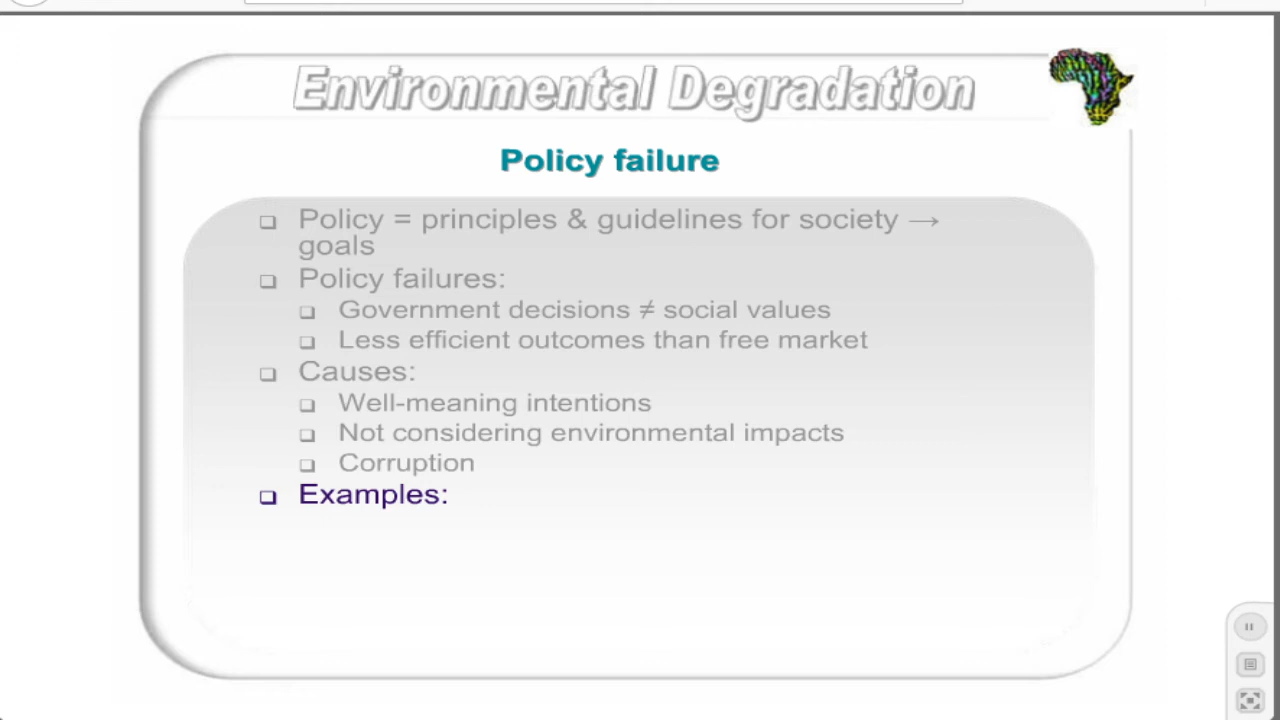 Environmental Degradation
Policy failure
Policy = principles & guidelines for society →
goals
Policy failures:
Government decisions ≠ social values
Less efficient outcomes than free market
Causes:
Well-meaning intentions
Not considering environmental impacts
Corruption
Examples: